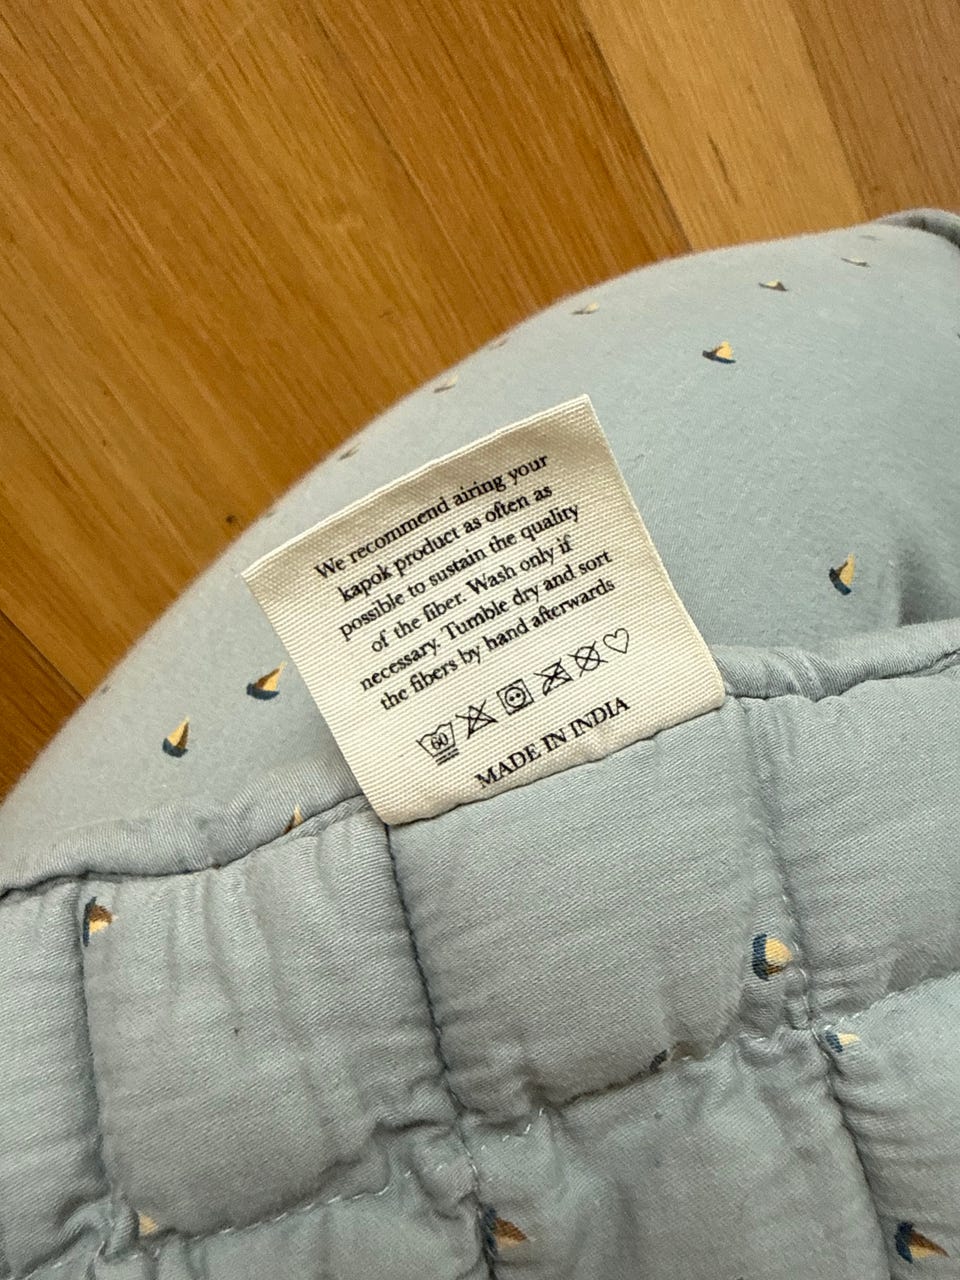 We recommend airing your
kapok product as often as
possible to sustain the quality
of the fiber. Wash only if
necessary. Tumble dry and sort
the fibers by hand afterwards
60
MADE IN INDIA